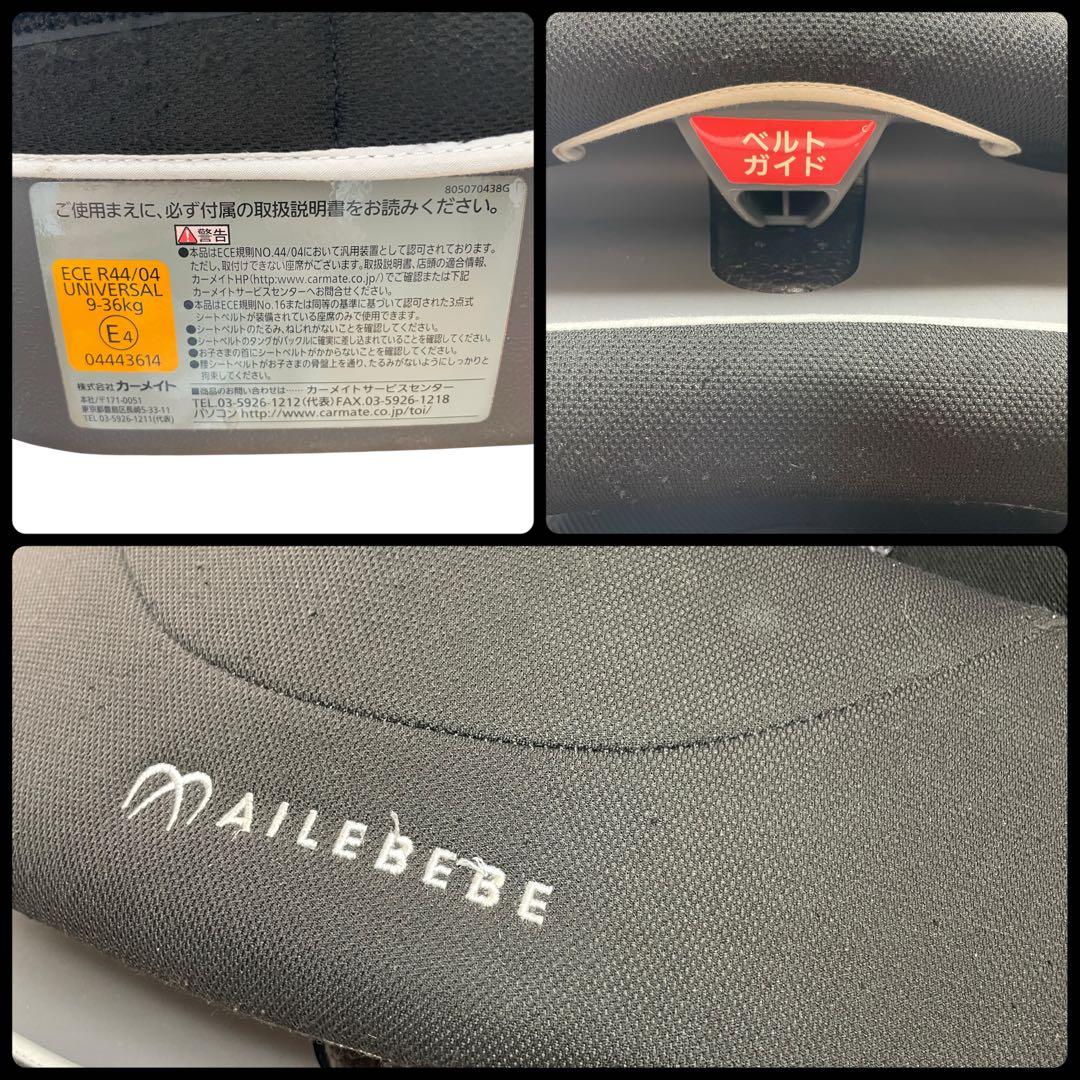 805070438G
ご使用まえに、必ず付属の取扱説明書をお読みください。
警告
●本品はECE規則NO.44/04において汎用装置として認可されております。
ただし、取付けできない座席がございます。取扱説明書、店頭の適合情報、
カーメイトHP(http:www.carmate.co.jp/)でご確認または下記
カーメイトサービスセンターへお問合せください。
●本品はECE規則No.16または同等の基準に基づいて認可された3点式
シートベルトが装備されている座席のみで使用できます。
●シートベルトのたるみ、ねじれがないことを確認してください。
●シートベルトのタングがバックルに確実に差し込まれていることを確認してください。
●お子さまの首にシートベルトがかからないことを確認してください。
●腰シートベルトがお子さまの骨盤上を通り、たるみがないようにしっかりと
拘束してください。
■商品のお問い合わせは…… カーメイトサービスセンター
TEL.03-5926-1212(代表)FAX.03-5926-1218
パソコン http://www.carmate.co.jp/toi/
ECE R44/04
UNIVERSAL
9-36kg
E4
04443614
株式会社 カーメイト
本社/〒171-0051
東京都豊島区長崎5-33-11
TEL 03-5926-1211(代表)
ベルト
ガイド
AILEBEBE